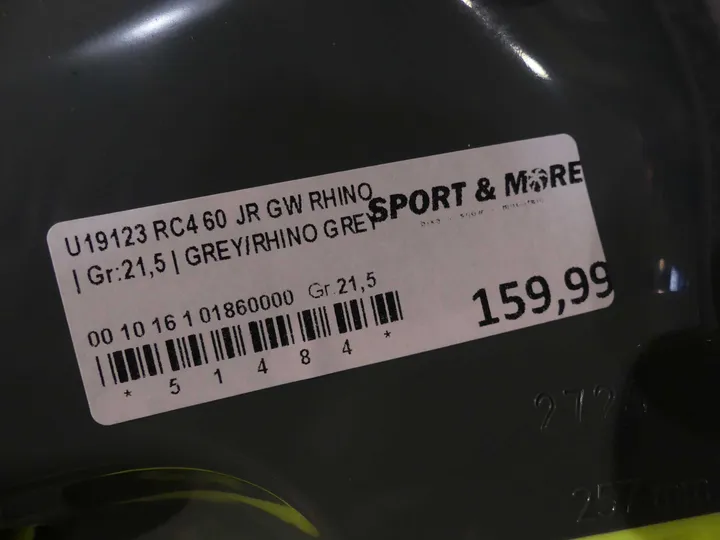 U19123 RC4 60 JR GW RHINO
| Gr:21,5 | GREY/RHINO GREY
SPORT & MORE
00 10 16 1 01860000 Gr.21,5
159,99
* 5 1 4 8 4 *